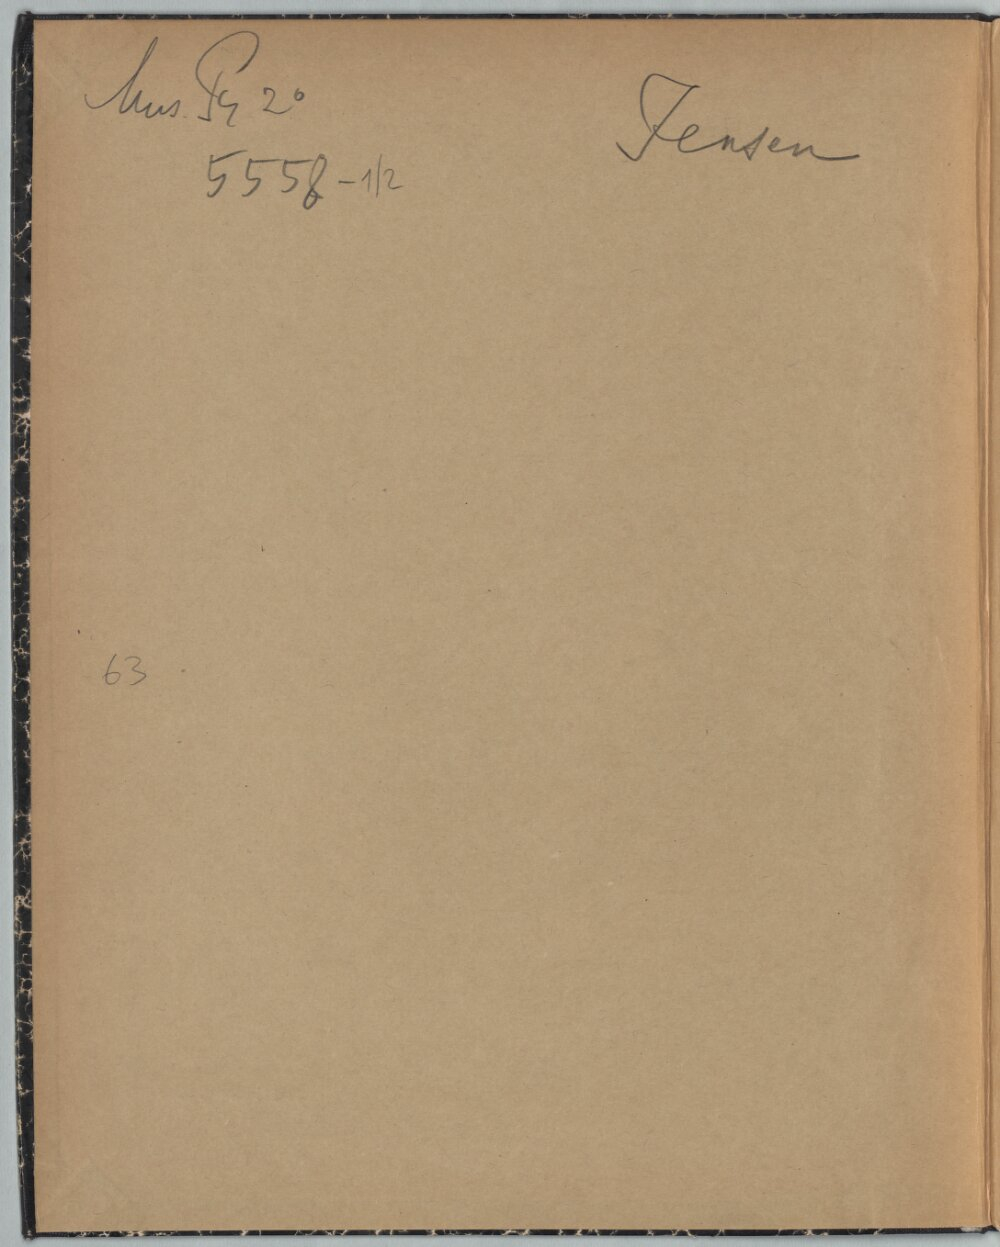 Mus. Pr 2°
5558-1/2
Jensen
63